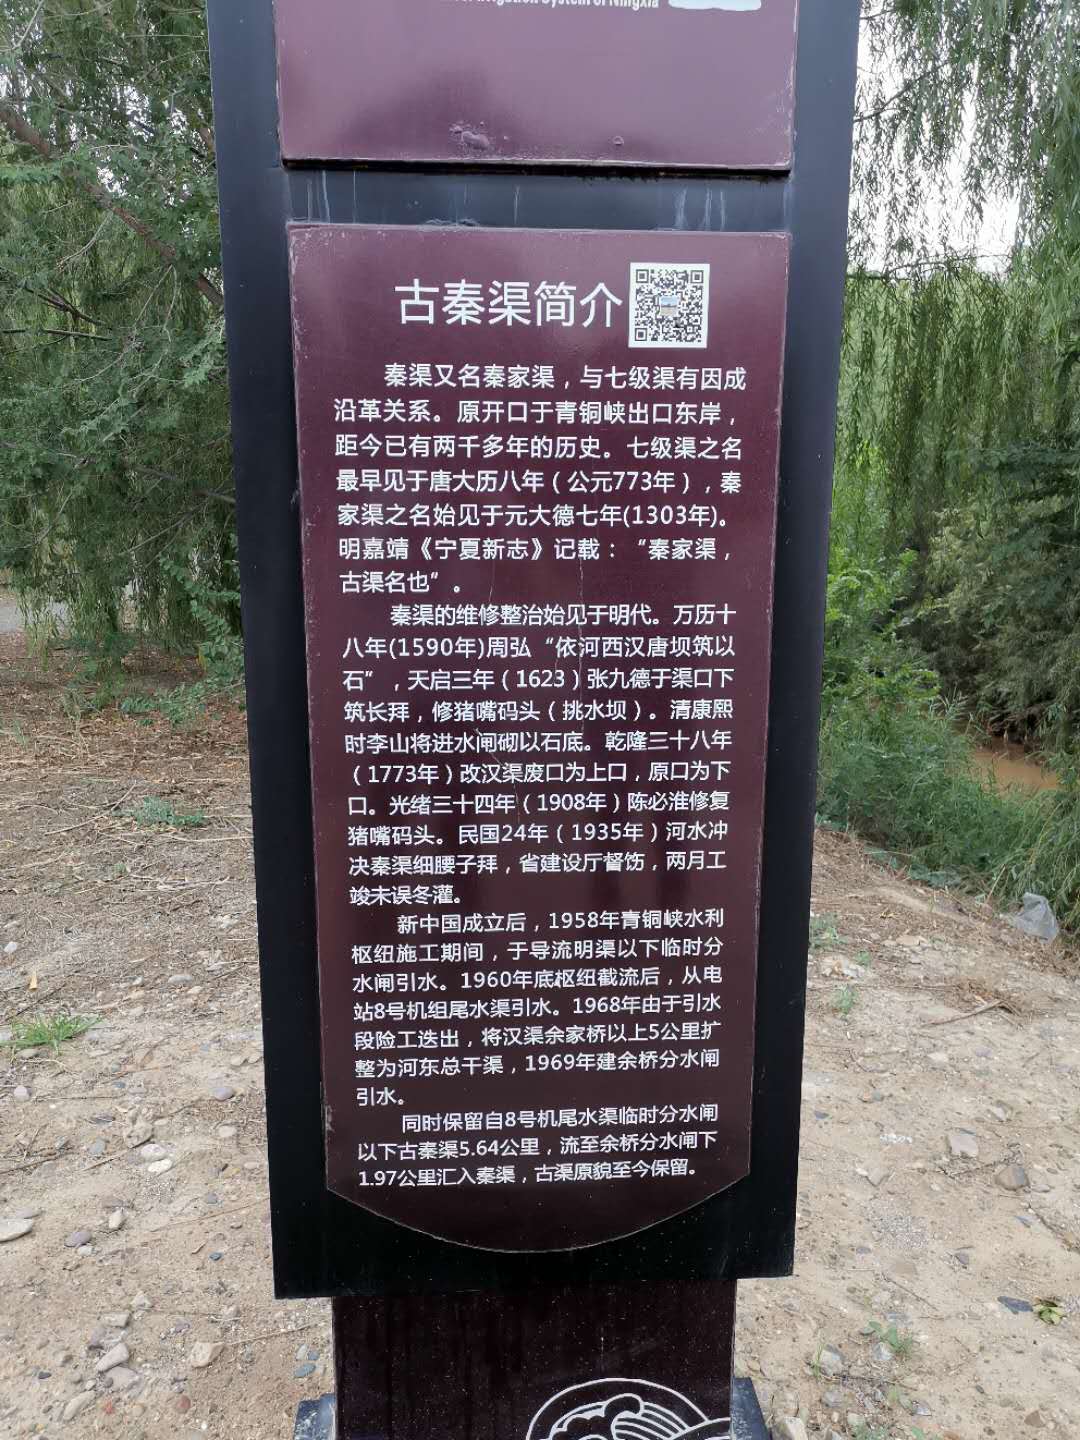 System of Ningxia
古秦渠简介
秦渠又名秦家渠，与七级渠有因成
沿革关系。原开口于青铜峡出口东岸，
距今已有两千多年的历史。七级渠之名
最早见于唐大历八年（公元773年），秦
家渠之名始见于元大德七年(1303年)。
明嘉靖《宁夏新志》记载：“秦家渠，
古渠名也”。
秦渠的维修整治始见于明代。万历十
八年(1590年)周弘“依河西汉唐坝筑以
石”，天启三年（1623）张九德于渠口下
筑长拜，修猪嘴码头（挑水坝）。清康熙
时李山将进水闸砌以石底。乾隆三十八年
（1773年）改汉渠废口为上口，原口为下
口。光绪三十四年（1908年）陈必淮修复
猪嘴码头。民国24年（1935年）河水冲
决秦渠细腰子拜，省建设厅督饬，两月工
竣未误冬灌。
新中国成立后，1958年青铜峡水利
枢纽施工期间，于导流明渠以下临时分
水闸引水。1960年底枢纽截流后，从电
站8号机组尾水渠引水。1968年由于引水
段险工迭出，将汉渠余家桥以上5公里扩
整为河东总干渠，1969年建余桥分水闸
引水。
同时保留自8号机尾水渠临时分水闸
以下古秦渠5.64公里，流至余桥分水闸下
1.97公里汇入秦渠，古渠原貌至今保留。